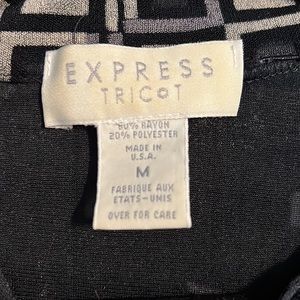 EXPRESS
TRICOT
80% RAYON
20% POLYESTER
MADE IN
U.S.A.
M
FABRIQUE AUX
ETATS-UNIS
OVER FOR CARE